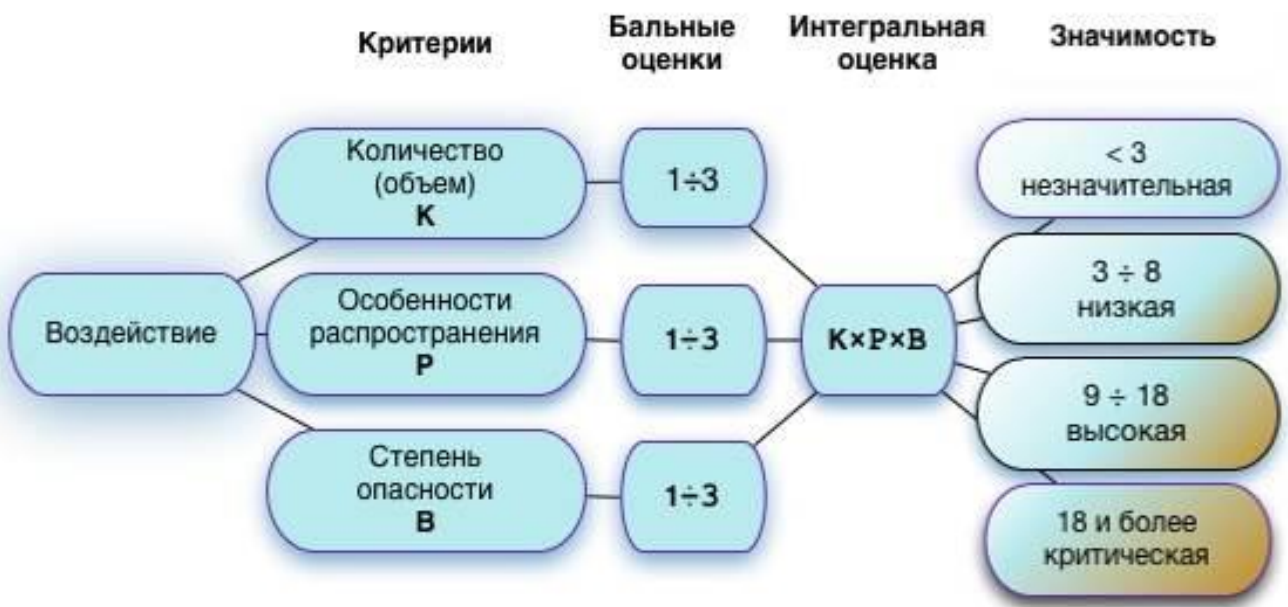 Критерии
Бальные
оценки
Интегральная
оценка
Значимость
Воздействие
Количество
(объем)
К
Особенности
распространения
Р
Степень
опасности
В
1÷3
1÷3
1÷3
К×Р×В
< 3
незначительная
3 ÷ 8
низкая
9 ÷ 18
высокая
18 и более
критическая